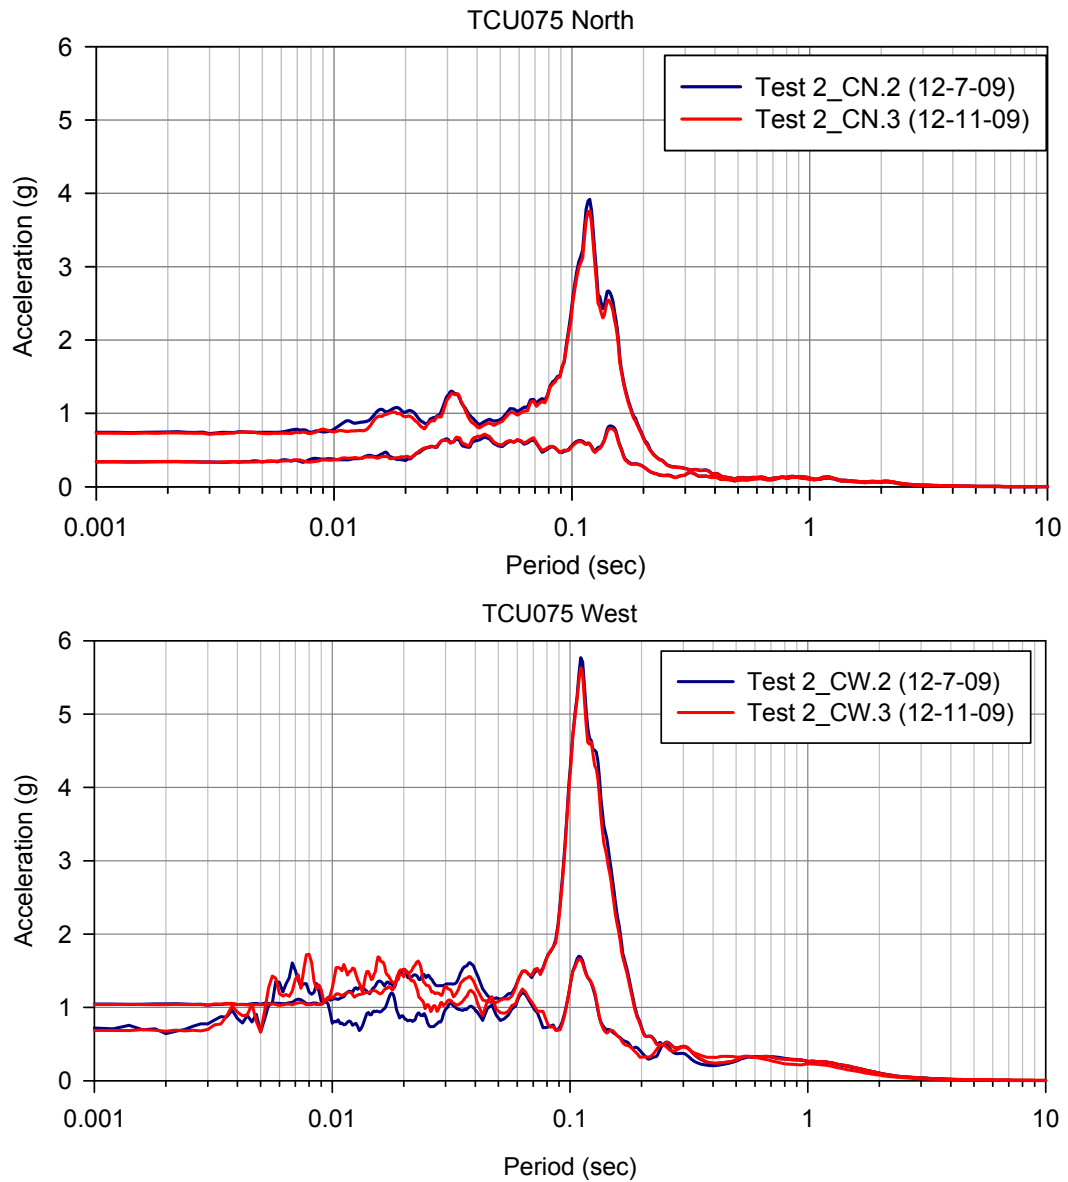 TCU075 North
6
5
4
3
2
1
0
Acceleration (g)
Test 2_CN.2 (12-7-09)
Test 2_CN.3 (12-11-09)
0.001 0.01 0.1 1 10
Period (sec)
TCU075 West
6
5
4
3
2
1
0
Acceleration (g)
Test 2_CW.2 (12-7-09)
Test 2_CW.3 (12-11-09)
0.001 0.01 0.1 1 10
Period (sec)